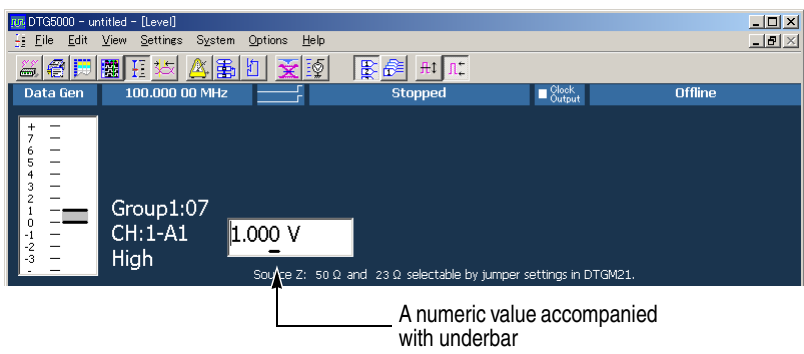 DTG5000 - untitled - [Level]
File Edit View Settings System Options Help
Data Gen 100.000 00 MHz Stopped Clock Output Offline
+
7
6
5
4
3
2
1
0
-1
-2
-3
-
Group1:07
CH:1-A1
High
1.000 V
Source Z: 50 Ω and 23 Ω selectable by jumper settings in DTGM21.
A numeric value accompanied
with underbar